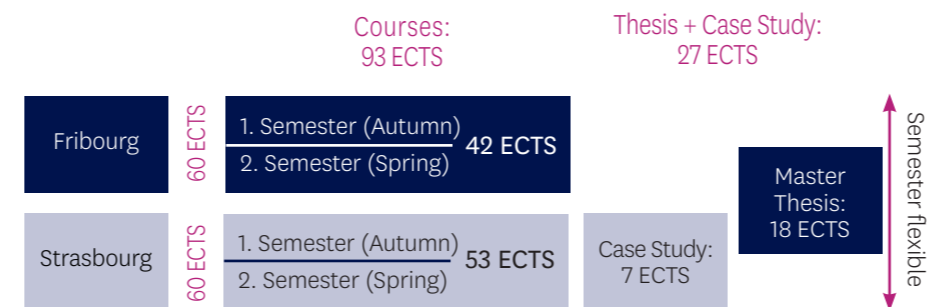 Courses:
93 ECTS
Thesis + Case Study:
27 ECTS
Fribourg
60 ECTS
1. Semester (Autumn)
2. Semester (Spring)
42 ECTS
Master
Thesis:
18 ECTS
Semester flexible
Strasbourg
60 ECTS
1. Semester (Autumn)
2. Semester (Spring)
53 ECTS
Case Study:
7 ECTS